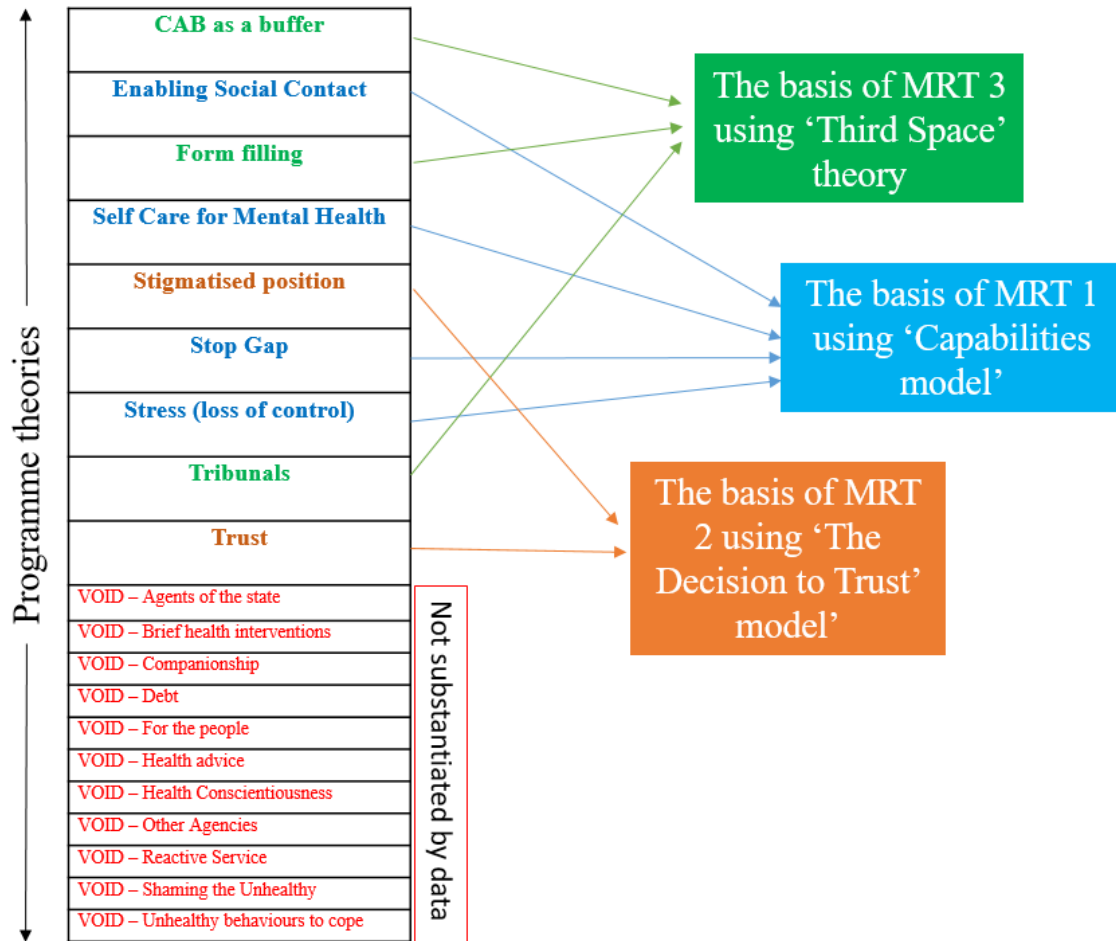 Programme theories
CAB as a buffer
Enabling Social Contact
Form filling
Self Care for Mental Health
Stigmatised position
Stop Gap
Stress (loss of control)
Tribunals
Trust
VOID – Agents of the state
VOID – Brief health interventions
VOID – Companionship
VOID – Debt
VOID – For the people
VOID – Health advice
VOID – Health Conscientiousness
VOID – Other Agencies
VOID – Reactive Service
VOID – Shaming the Unhealthy
VOID – Unhealthy behaviours to cope
Not substantiated by data
The basis of MRT 3
using ‘Third Space’
theory
The basis of MRT 1
using ‘Capabilities
model’
The basis of MRT
2 using ‘The
Decision to Trust’
model’